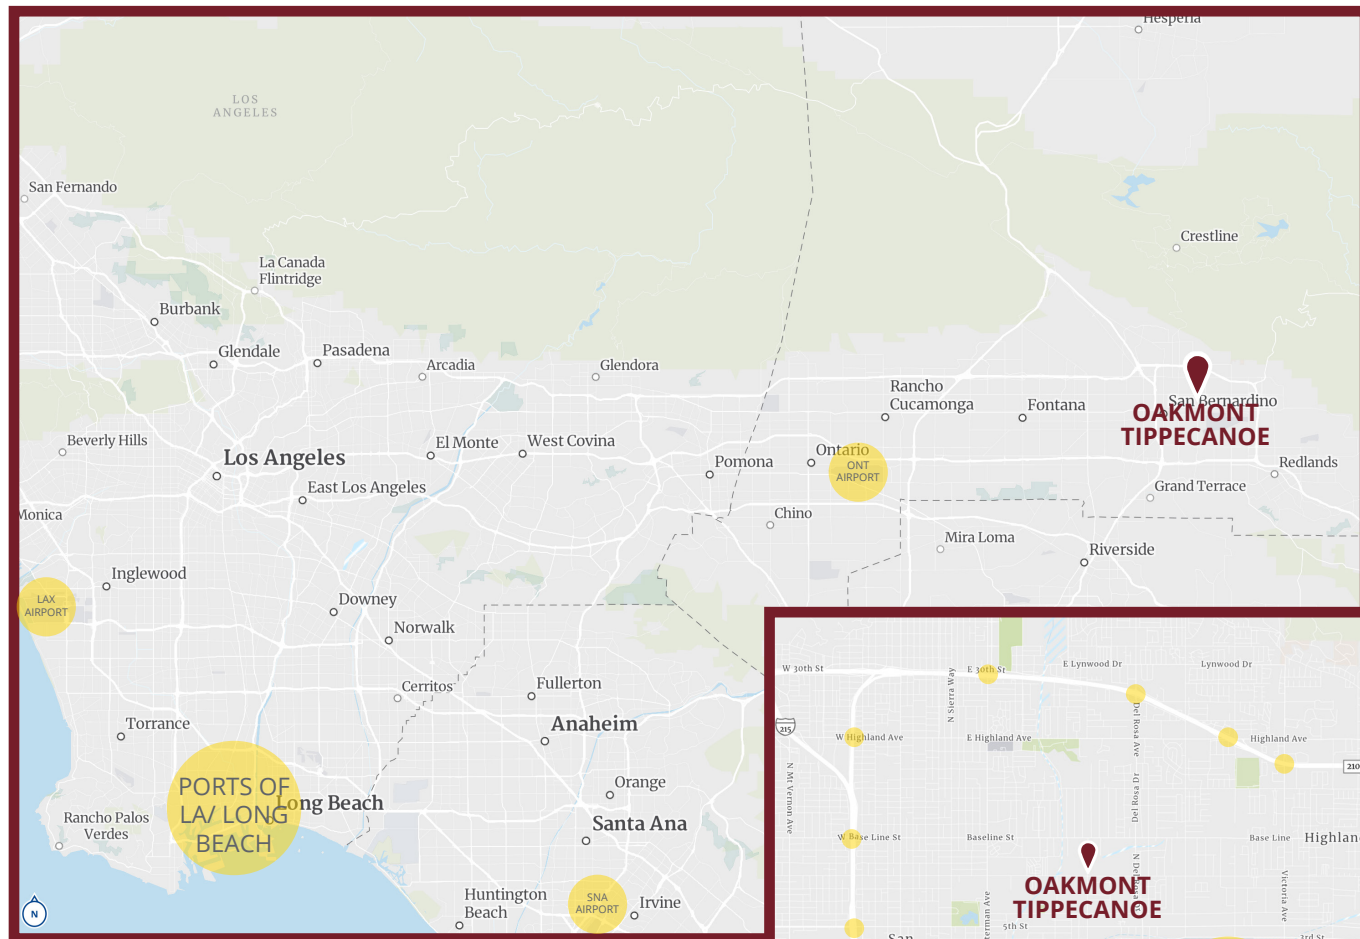 Hesperia
LOS
ANGELES
San Fernando
Crestline
La Canada
Flintridge
Burbank
Glendale
Pasadena
Arcadia
Glendora
Rancho
Cucamonga
Fontana
San Bernardino
OAKMONT
TIPPECANOE
Beverly Hills
Los Angeles
El Monte
West Covina
Pomona
Ontario
ONT
AIRPORT
Redlands
East Los Angeles
Grand Terrace
Monica
Chino
Mira Loma
Riverside
Inglewood
LAX
AIRPORT
Downey
Norwalk
Cerritos
Fullerton
Torrance
Anaheim
PORTS OF
LA/ LONG
BEACH
Long Beach
Orange
Rancho Palos
Verdes
Santa Ana
Huntington
Beach
SNA
AIRPORT
Irvine
N
W 30th St
E 30th St
E Lynwood Dr
Lynwood Dr
N Sierra Way
215
W Highland Ave
E Highland Ave
Del Rosa Ave
Highland Ave
210
N Mt Vernon Ave
Del Rosa Dr
W Base Line St
Baseline St
Base Line
Highlan
OAKMONT
TIPPECANOE
Victoria Ave
terman Ave
5th St
San
3rd St